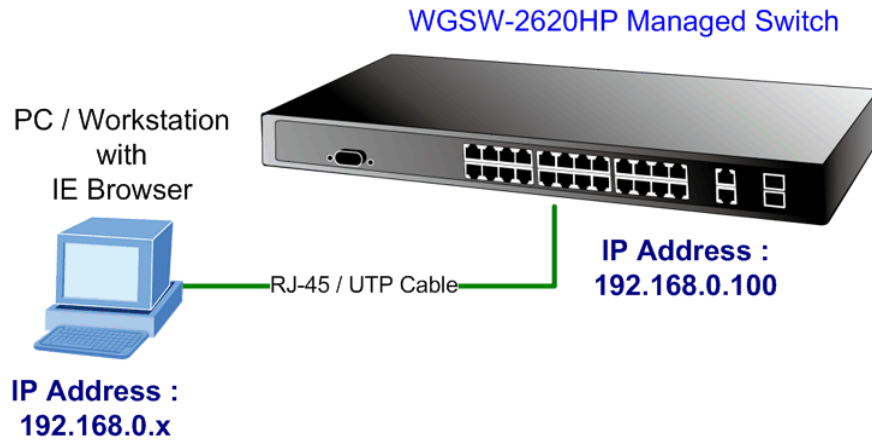 WGSW-2620HP Managed Switch
PC / Workstation
with
IE Browser
RJ-45 / UTP Cable
IP Address :
192.168.0.100
IP Address :
192.168.0.x